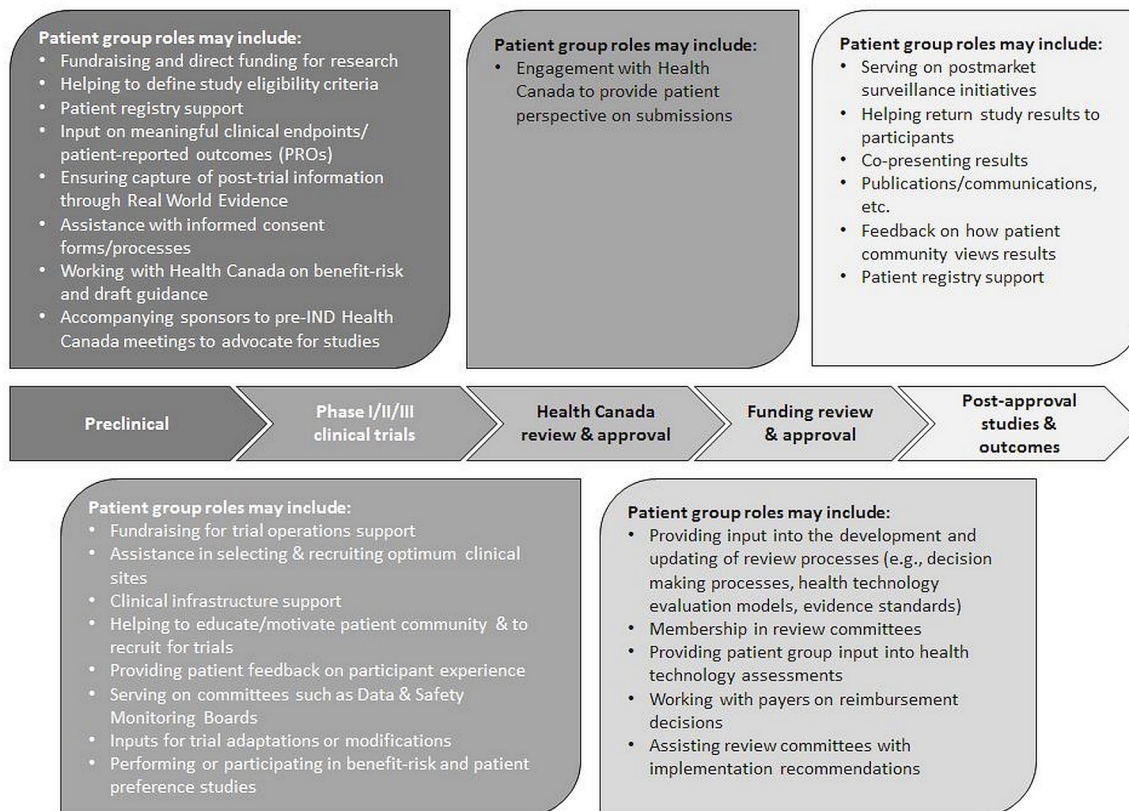 Patient group roles may include:
• Fundraising and direct funding for research
• Helping to define study eligibility criteria
• Patient registry support
• Input on meaningful clinical endpoints/
patient-reported outcomes (PROs)
• Ensuring capture of post-trial information
through Real World Evidence
• Assistance with informed consent
forms/processes
• Working with Health Canada on benefit-risk
and draft guidance
• Accompanying sponsors to pre-IND Health
Canada meetings to advocate for studies
Patient group roles may include:
• Engagement with Health
Canada to provide patient
perspective on submissions
Patient group roles may include:
• Serving on postmarket
surveillance initiatives
• Helping return study results to
participants
• Co-presenting results
• Publications/communications,
etc.
• Feedback on how patient
community views results
• Patient registry support
Preclinical
Phase I/II/III
clinical trials
Health Canada
review & approval
Funding review
& approval
Post-approval
studies &
outcomes
Patient group roles may include:
• Fundraising for trial operations support
• Assistance in selecting & recruiting optimum clinical
sites
• Clinical infrastructure support
• Helping to educate/motivate patient community & to
recruit for trials
• Providing patient feedback on participant experience
• Serving on committees such as Data & Safety
Monitoring Boards
• Inputs for trial adaptations or modifications
• Performing or participating in benefit-risk and patient
preference studies
Patient group roles may include:
• Providing input into the development and
updating of review processes (e.g., decision
making processes, health technology
evaluation models, evidence standards)
• Membership in review committees
• Providing patient group input into health
technology assessments
• Working with payers on reimbursement
decisions
• Assisting review committees with
implementation recommendations